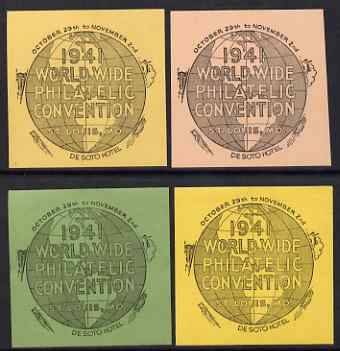 OCTOBER 29th to NOVEMBER 2nd
1941
WORLD WIDE
PHILATELIC
CONVENTION
ST. LOUIS, MO.
DE SOTO HOTEL
OCTOBER 29th to NOVEMBER 2nd
1941
WORLD WIDE
PHILATELIC
CONVENTION
ST. LOUIS, MO.
DE SOTO HOTEL
OCTOBER 29th to NOVEMBER 2nd
1941
WORLD WIDE
PHILATELIC
CONVENTION
ST. LOUIS, MO.
DE SOTO HOTEL
OCTOBER 29th to NOVEMBER 2nd
1941
WORLD WIDE
PHILATELIC
CONVENTION
ST. LOUIS, MO.
DE SOTO HOTEL